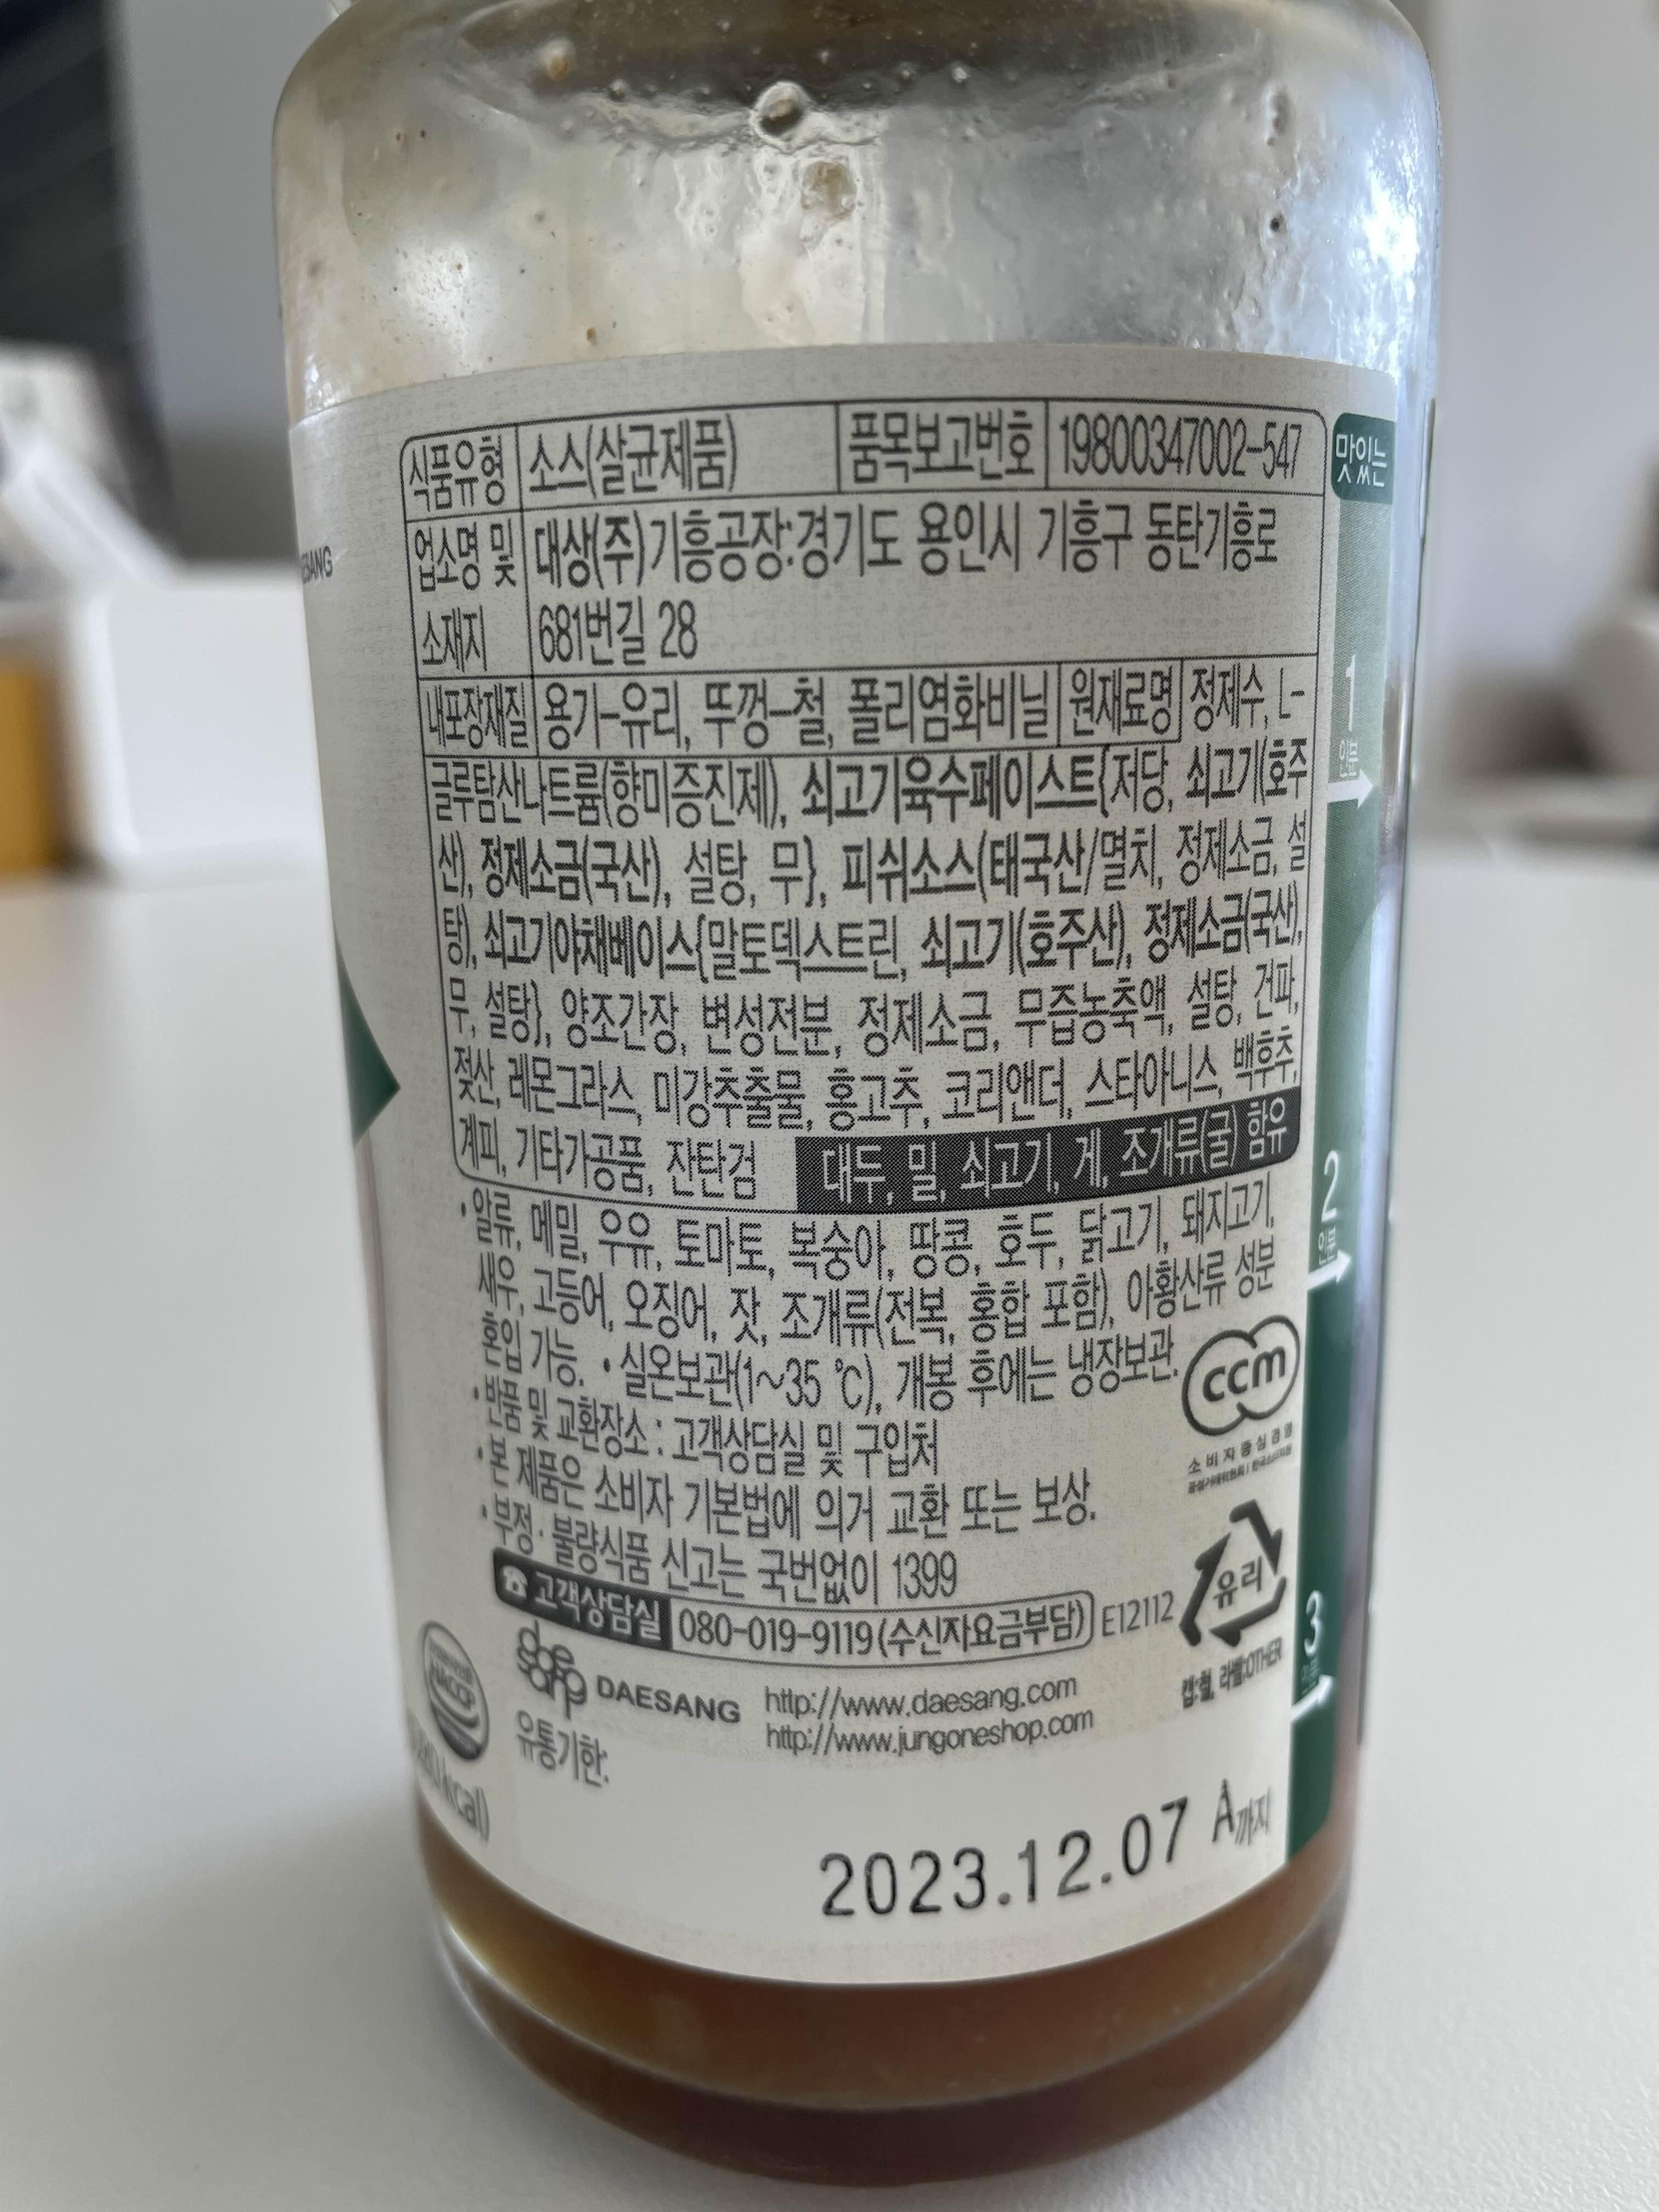 식품유형 소스(살균제품) 품목보고번호 19800347002-547
업소명 및 대상(주)기흥공장:경기도 용인시 기흥구 동탄기흥로
소재지 681번길 28
내포장재질 용기-유리, 뚜껑-철, 폴리염화비닐 원재료명 정제수, L-
글루탐산나트륨(향미증진제), 쇠고기육수페이스트{저당, 쇠고기(호주
산), 정제소금(국산), 설탕, 무}, 피쉬소스(태국산/멸치, 정제소금, 설
탕), 쇠고기야채베이스{말토덱스트린, 쇠고기(호주산), 정제소금(국산),
무, 설탕}, 양조간장, 변성전분, 정제소금, 무즙농축액, 설탕, 건파,
젖산, 레몬그라스, 미강추출물, 홍고추, 코리앤더, 스타아니스, 백후추,
계피, 기타가공품, 잔탄검 대두, 밀, 쇠고기, 게, 조개류(굴) 함유
•알류, 메밀, 우유, 토마토, 복숭아, 땅콩, 호두, 닭고기, 돼지고기,
새우, 고등어, 오징어, 잣, 조개류(전복, 홍합 포함), 아황산류 성분
혼입 가능. •실온보관(1~35 ℃), 개봉 후에는 냉장보관.
•반품 및 교환장소 : 고객상담실 및 구입처
•본 제품은 소비자 기본법에 의거 교환 또는 보상.
•부정·불량식품 신고는 국번없이 1399
☎ 고객상담실 080-019-9119(수신자요금부담) E12112
daesang DAESANG http://www.daesang.com
http://www.jungoneshop.com
유통기한:
2023.12.07 A까지
ccm
소비자중심경영
유리
캡:철, 라벨:OTHER
HACCP
kcal)
ESANG
맛있는
1
인분
2
인분
3